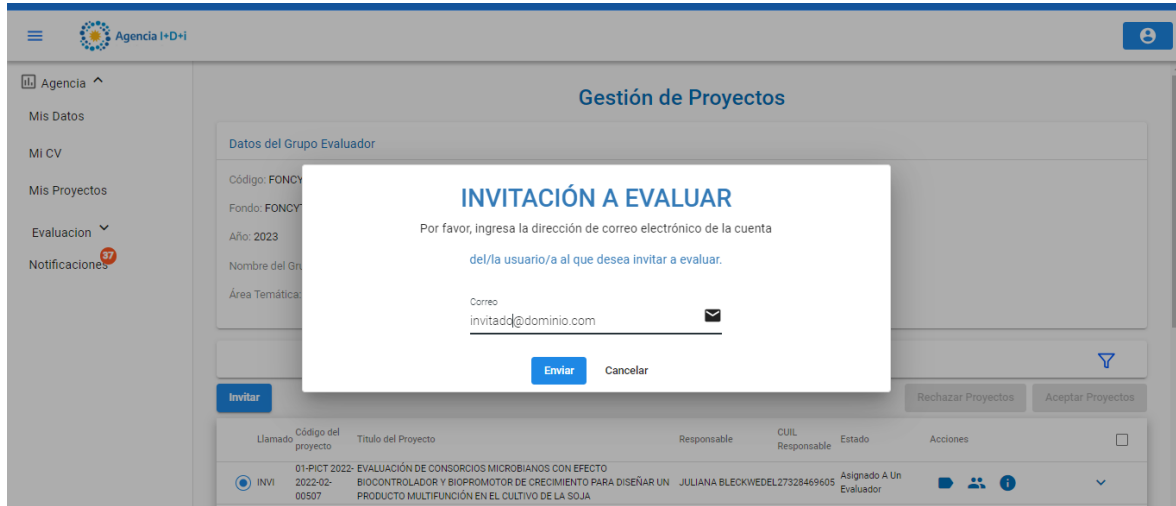 Agencia I+D+i
Agencia
Mis Datos
Mi CV
Mis Proyectos
Evaluacion
37
Notificaciones
Gestión de Proyectos
Datos del Grupo Evaluador
Código: FONCY
Fondo: FONCYT
Año: 2023
Nombre del Gru
Área Temática:
INVITACIÓN A EVALUAR
Por favor, ingresa la dirección de correo electrónico de la cuenta
del/la usuario/a al que desea invitar a evaluar.
Correo
invitado@dominio.com
Enviar Cancelar
Invitar Rechazar Proyectos Aceptar Proyectos
Llamado Código del proyecto Titulo del Proyecto Responsable CUIL Responsable Estado Acciones
INVI 01-PICT 2022-2022-02-00507 EVALUACIÓN DE CONSORCIOS MICROBIANOS CON EFECTO
BIOCONTROLADOR Y BIOPROMOTOR DE CRECIMIENTO PARA DISEÑAR UN
PRODUCTO MULTIFUNCIÓN EN EL CULTIVO DE LA SOJA
JULIANA BLECKWEDEL 27328469605 Asignado A Un
Evaluador